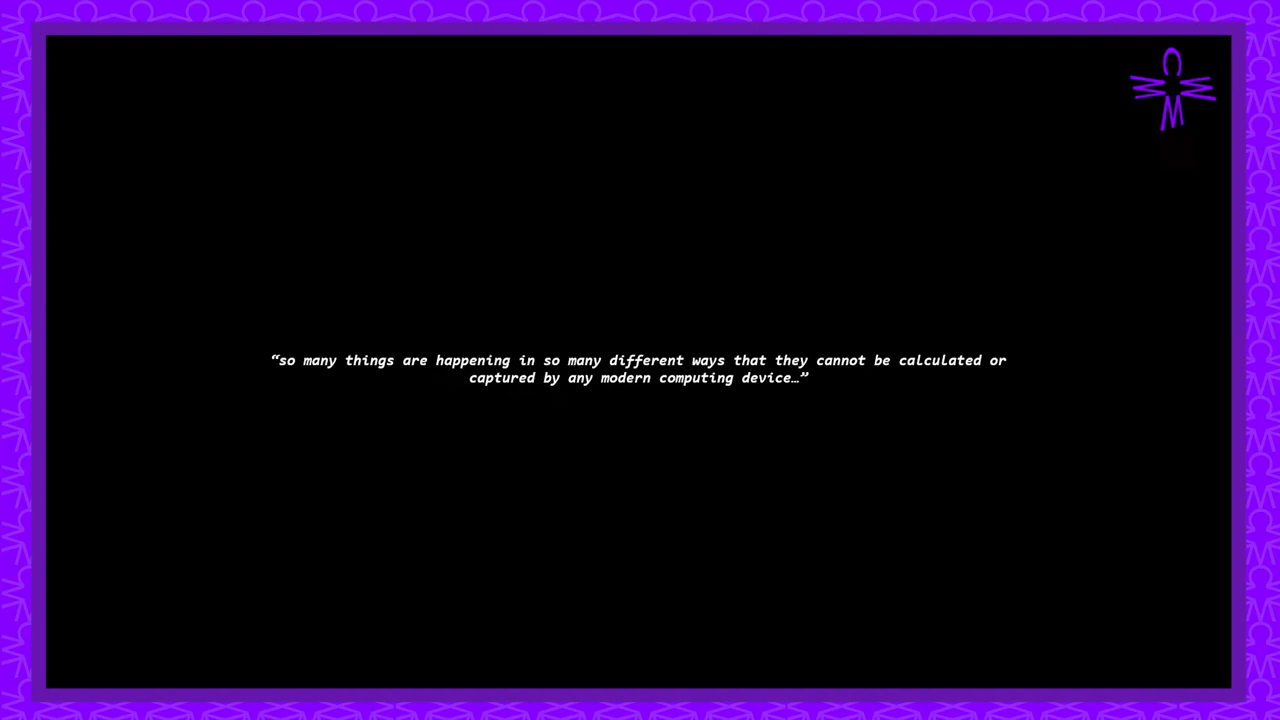 “so many things are happening in so many different ways that they cannot be calculated or
captured by any modern computing device…”